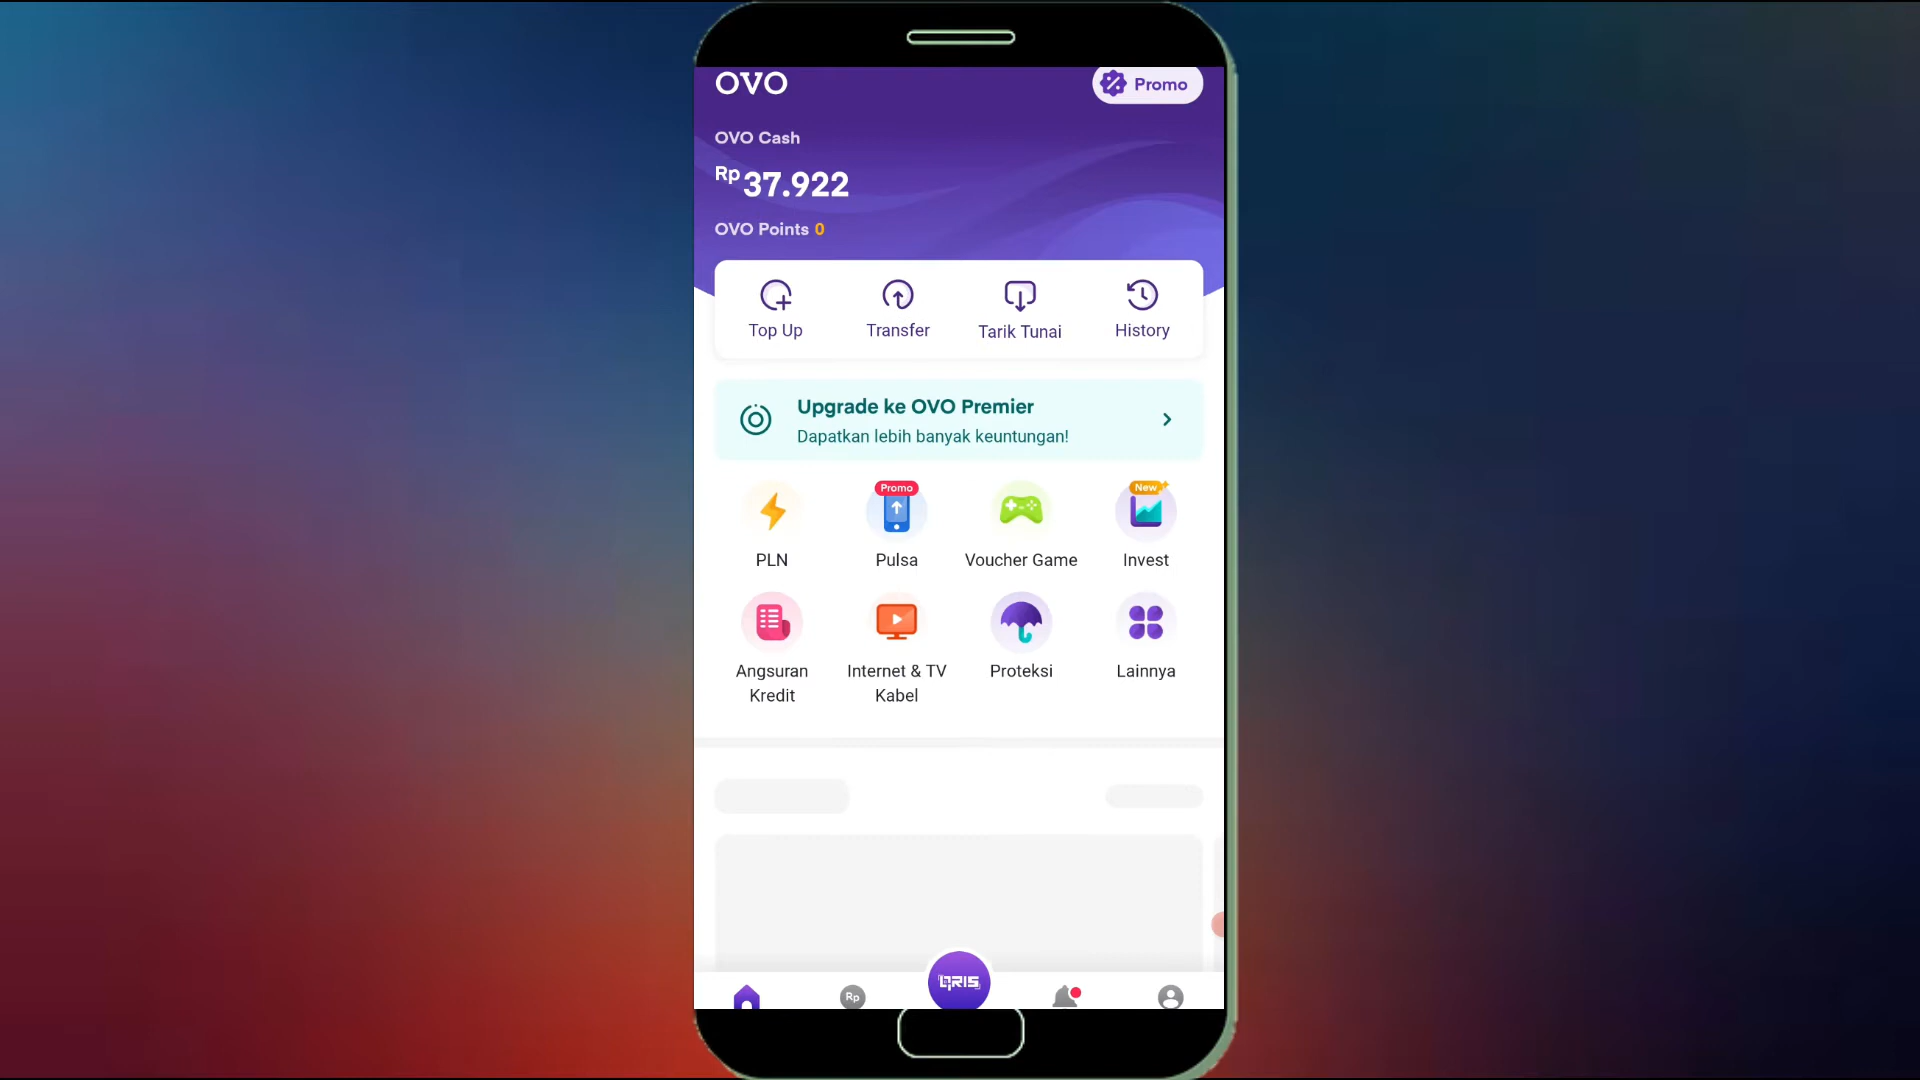 OVO
Promo
OVO Cash
Rp 37.922
OVO Points 0
Top Up
Transfer
Tarik Tunai
History
Upgrade ke OVO Premier
Dapatkan lebih banyak keuntungan!
Promo
New
PLN
Pulsa
Voucher Game
Invest
Angsuran
Kredit
Internet & TV
Kabel
Proteksi
Lainnya
Rp
QRIS